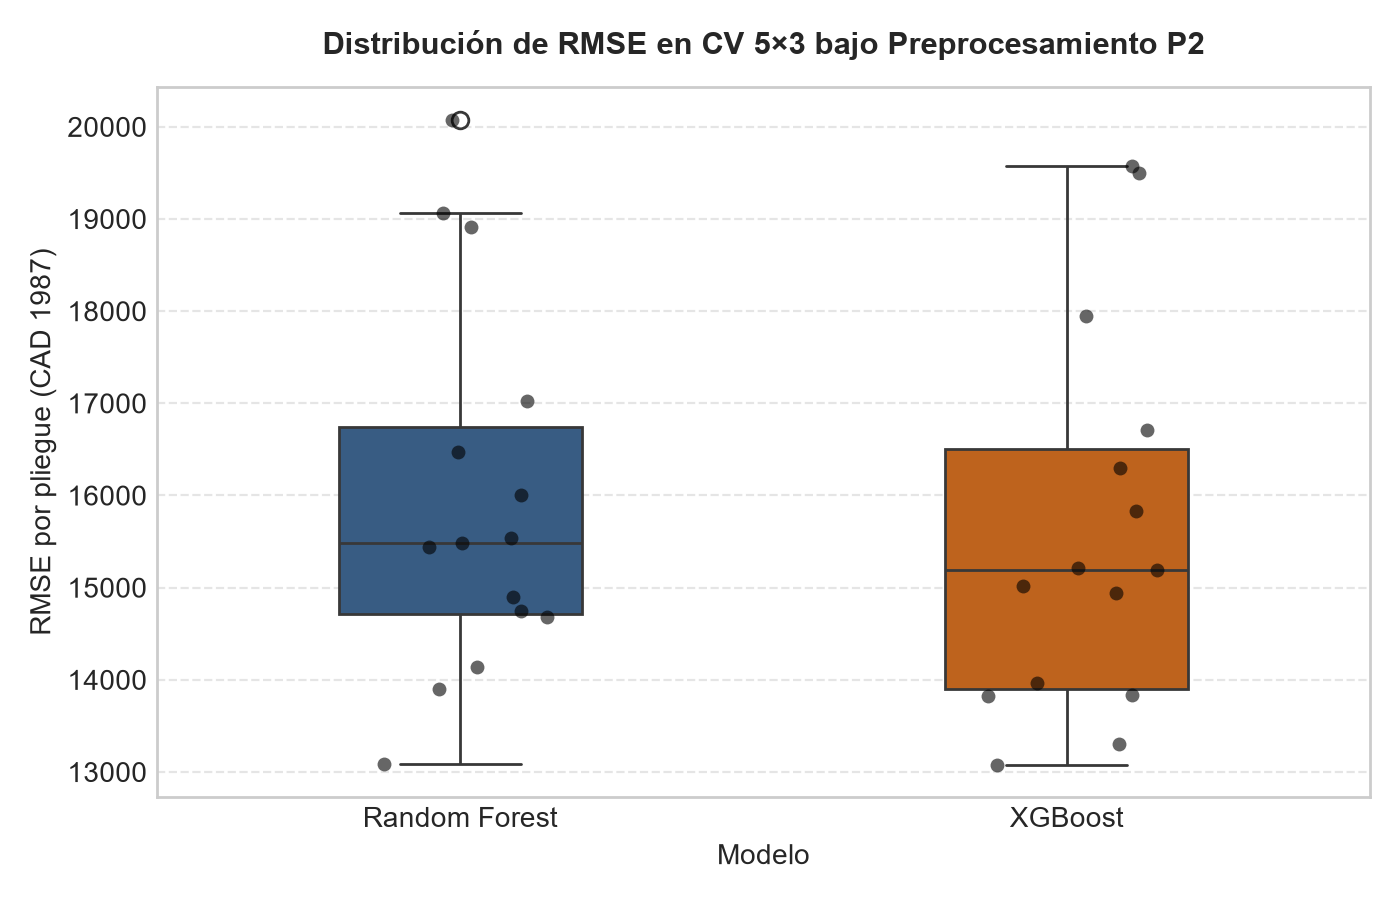 Distribución de RMSE en CV 5×3 bajo Preprocesamiento P2
RMSE por pliegue (CAD 1987)
20000
19000
18000
17000
16000
15000
14000
13000
Random Forest
XGBoost
Modelo